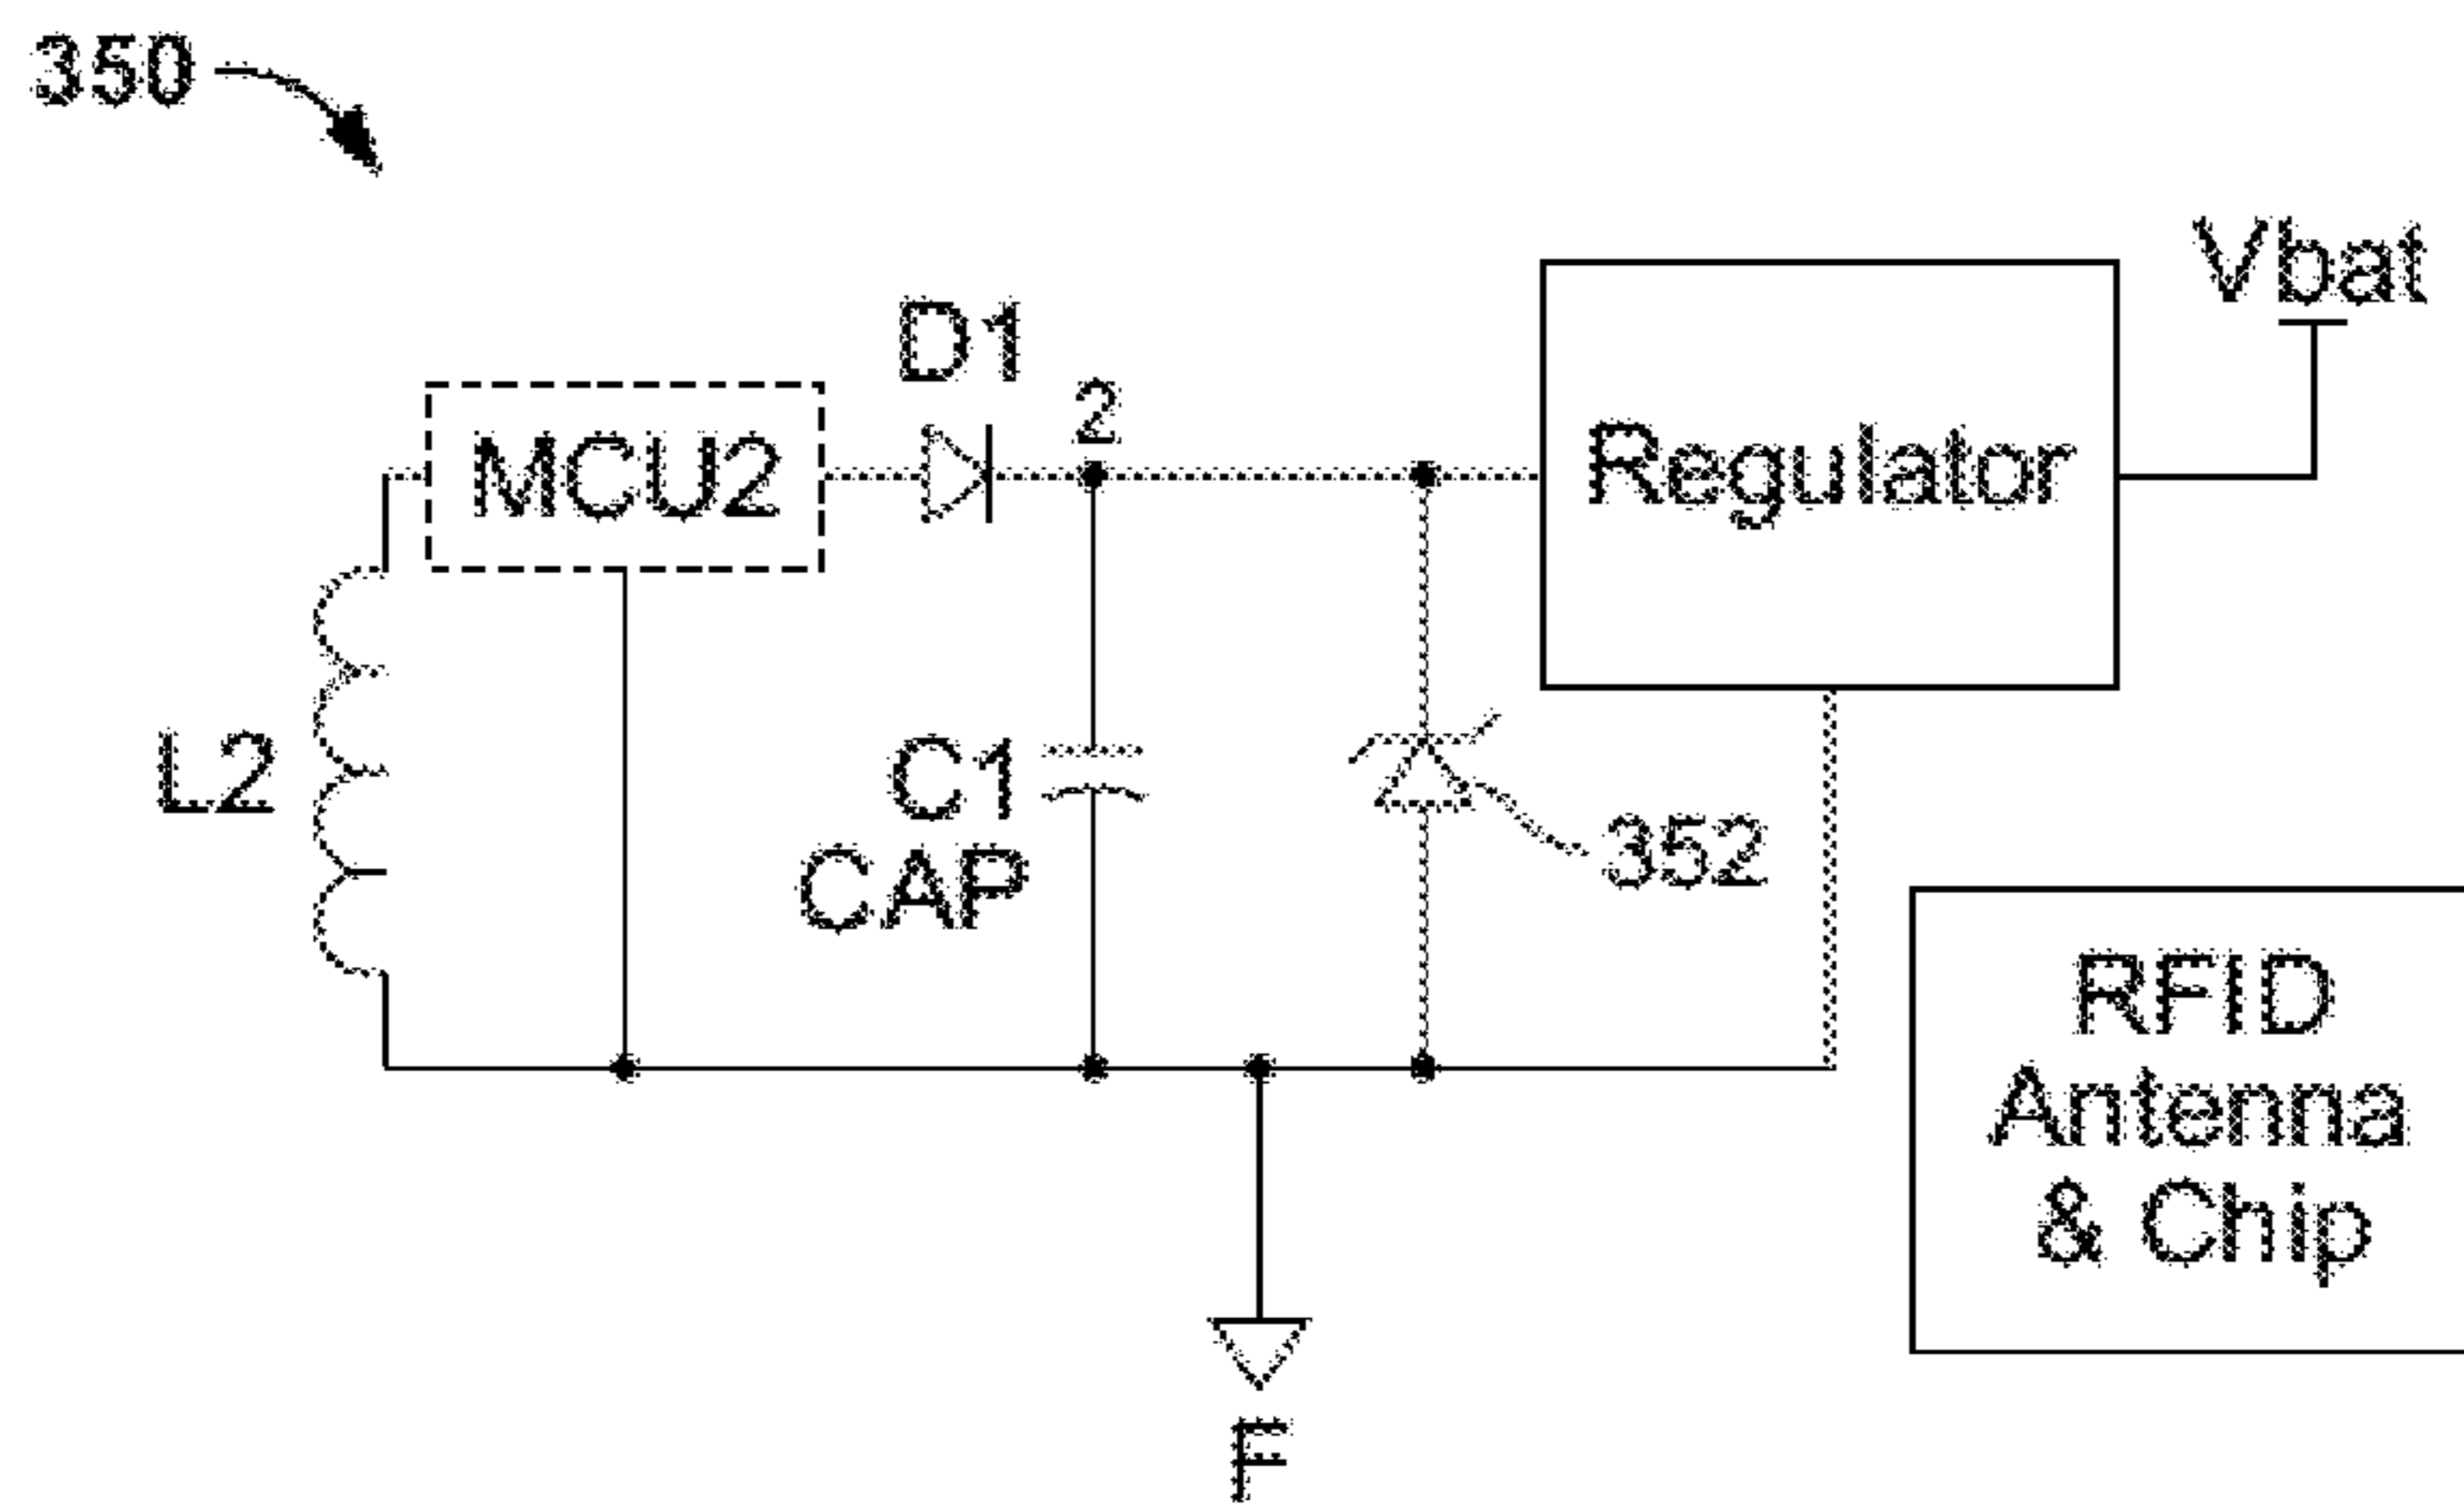 350
Vbat
D1
2
MCU2
Regulator
L2
C1
CAP
352
RFID
Antenna
& Chip
F